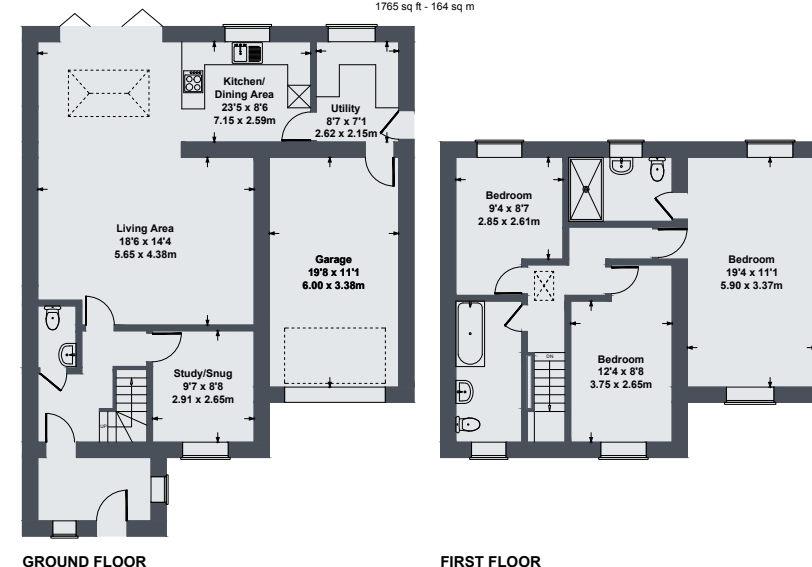 1765 sq ft - 164 sq m
Kitchen/
Dining Area
23'5 x 8'6
7.15 x 2.59m
Utility
8'7 x 7'1
2.62 x 2.15m
Living Area
18'6 x 14'4
5.65 x 4.38m
Garage
19'8 x 11'1
6.00 x 3.38m
Study/Snug
9'7 x 8'8
2.91 x 2.65m
UP
GROUND FLOOR
Bedroom
9'4 x 8'7
2.85 x 2.61m
Bedroom
19'4 x 11'1
5.90 x 3.37m
Bedroom
12'4 x 8'8
3.75 x 2.65m
DN
FIRST FLOOR